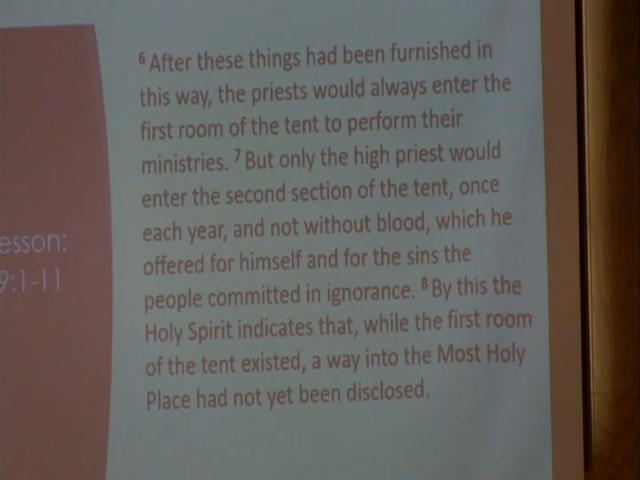 esson:
9:1-11
⁶ After these things had been furnished in
this way, the priests would always enter the
first room of the tent to perform their
ministries. ⁷ But only the high priest would
enter the second section of the tent, once
each year, and not without blood, which he
offered for himself and for the sins the
people committed in ignorance. ⁸ By this the
Holy Spirit indicates that, while the first room
of the tent existed, a way into the Most Holy
Place had not yet been disclosed.